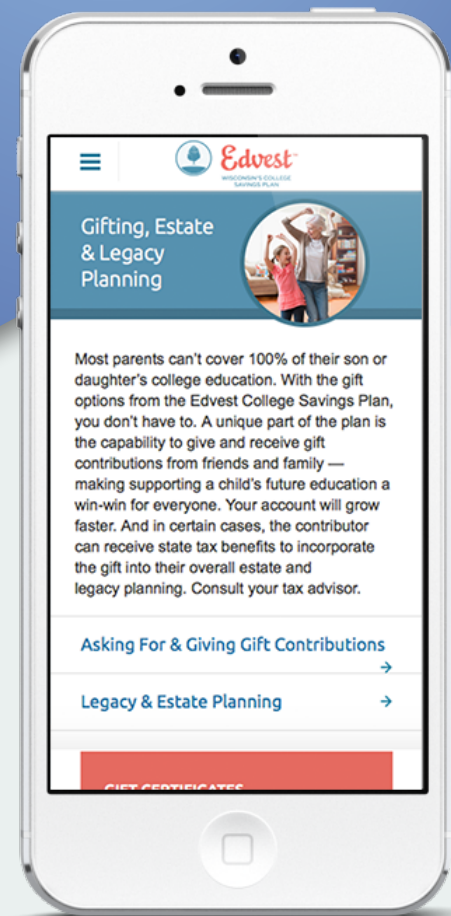 Edvest
WISCONSIN'S COLLEGE
SAVINGS PLAN
Gifting, Estate
& Legacy
Planning
Most parents can’t cover 100% of their son or
daughter’s college education. With the gift
options from the Edvest College Savings Plan,
you don’t have to. A unique part of the plan is
the capability to give and receive gift
contributions from friends and family —
making supporting a child’s future education a
win-win for everyone. Your account will grow
faster. And in certain cases, the contributor
can receive state tax benefits to incorporate
the gift into their overall estate and
legacy planning. Consult your tax advisor.
Asking For & Giving Gift Contributions
Legacy & Estate Planning
GIFT CERTIFICATES